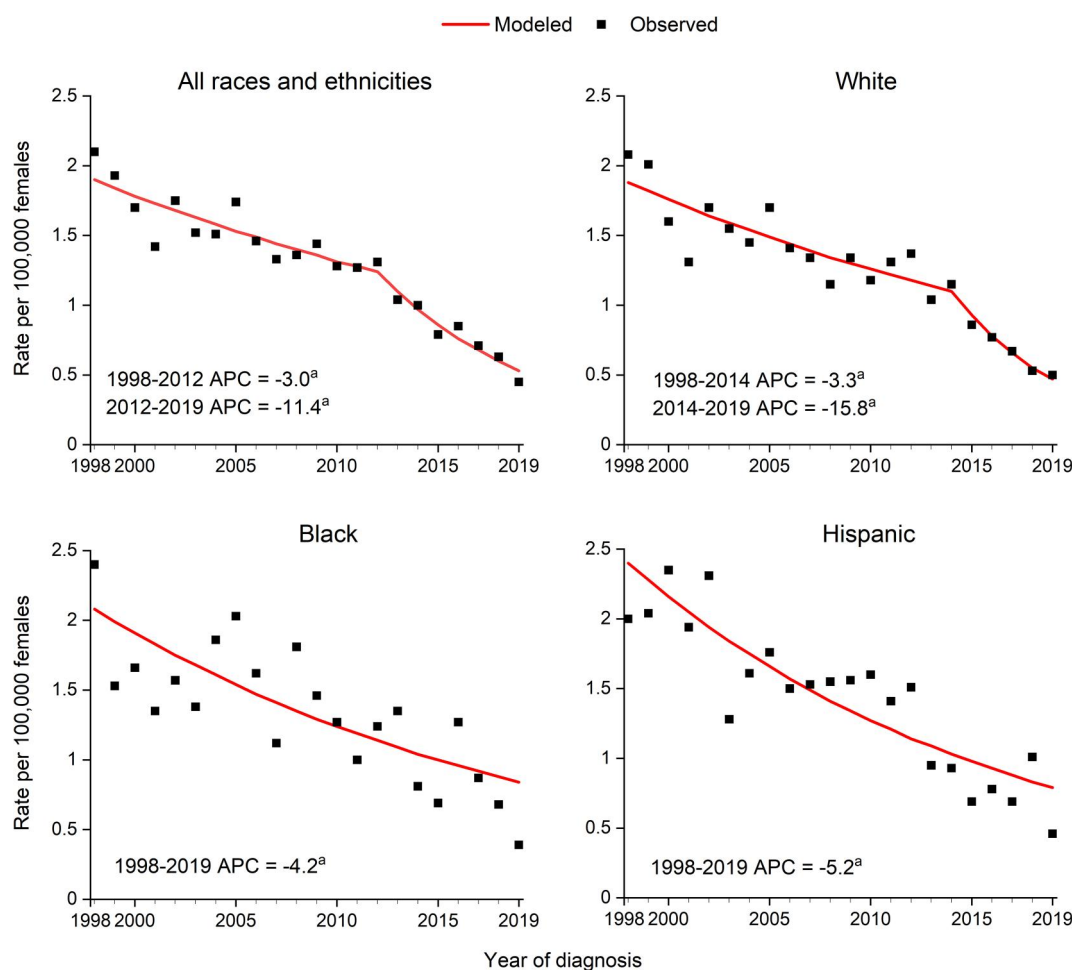 Modeled Observed
All races and ethnicities
Rate per 100,000 females
2.5
2
1.5
1
0.5
0
1998-2012 APC = -3.0ᵃ
2012-2019 APC = -11.4ᵃ
1998 2000 2005 2010 2015 2019
White
2.5
2
1.5
1
0.5
0
1998-2014 APC = -3.3ᵃ
2014-2019 APC = -15.8ᵃ
1998 2000 2005 2010 2015 2019
Black
Rate per 100,000 females
2.5
2
1.5
1
0.5
0
1998-2019 APC = -4.2ᵃ
1998 2000 2005 2010 2015 2019
Hispanic
2.5
2
1.5
1
0.5
0
1998-2019 APC = -5.2ᵃ
1998 2000 2005 2010 2015 2019
Year of diagnosis